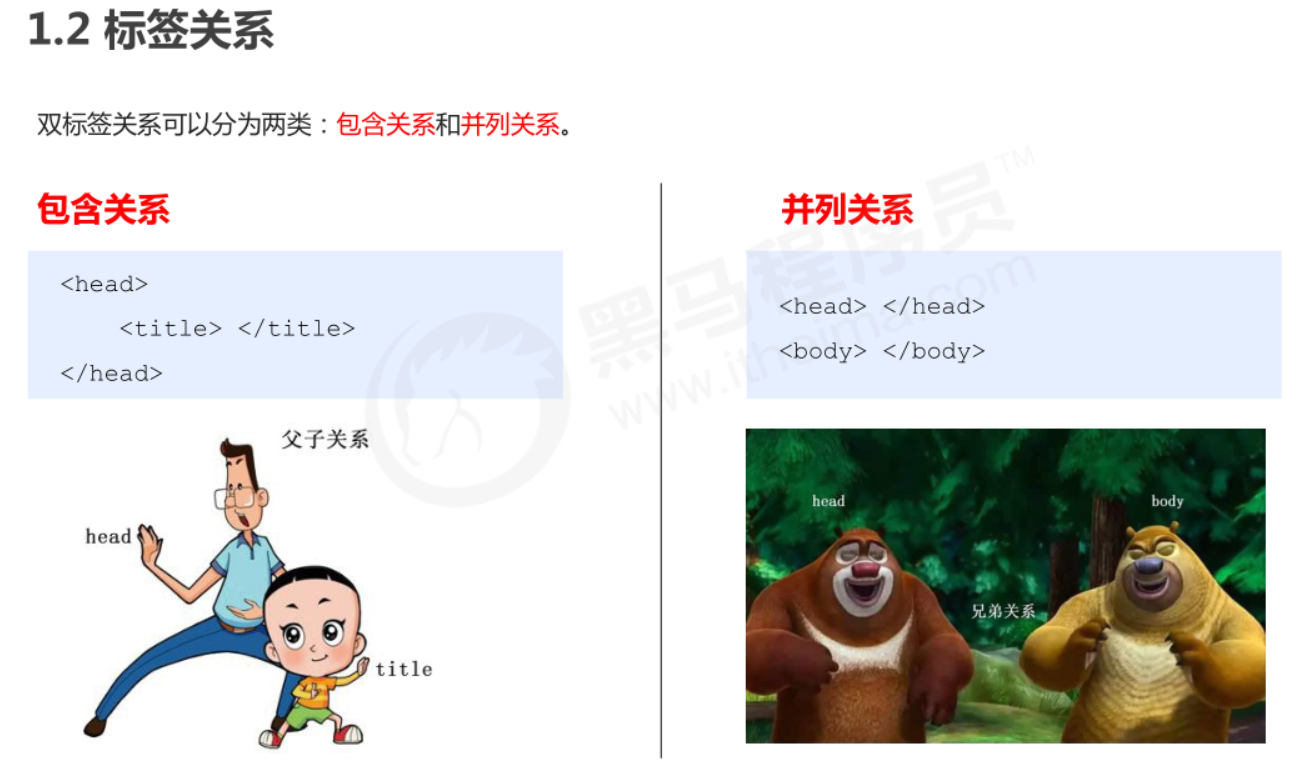 1.2 标签关系
双标签关系可以分为两类：包含关系和并列关系。
包含关系
<head>
<title> </title>
</head>
父子关系
head
title
并列关系
<head> </head>
<body> </body>
head
body
兄弟关系
黑马程序员™
www.itheima.com